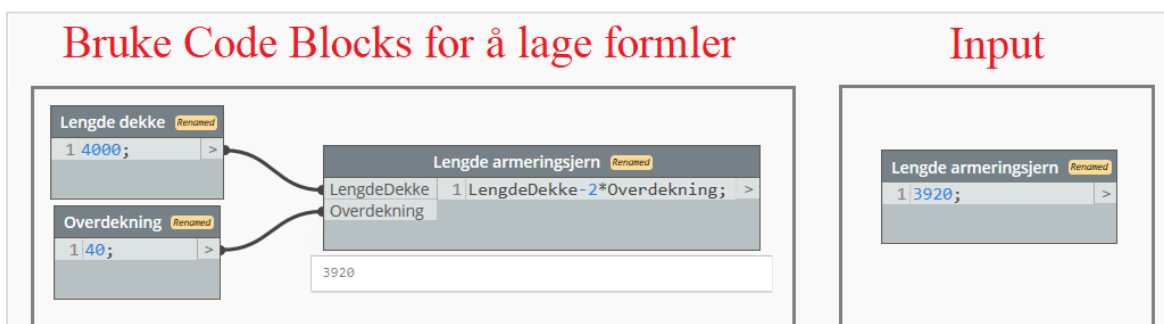 Bruke Code Blocks for å lage formler
Input
Lengde dekke Renamed
1 4000; >
Overdekning Renamed
1 40; >
Lengde armeringsjern Renamed
LengdeDekke 1 LengdeDekke-2*Overdekning; >
Overdekning
3920
Lengde armeringsjern Renamed
1 3920; >